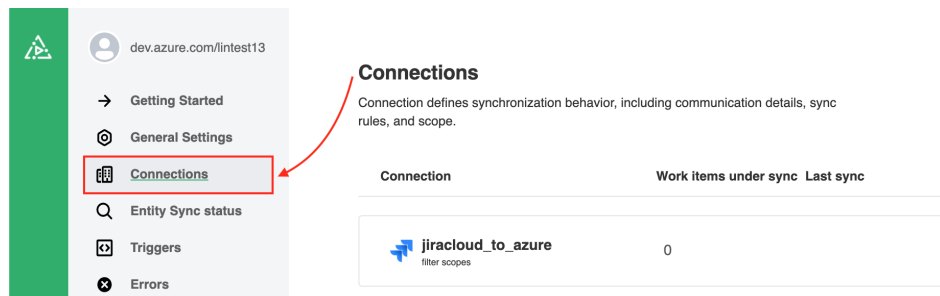 dev.azure.com/lintest13
Getting Started
General Settings
Connections
Entity Sync status
Triggers
Errors
Connections
Connection defines synchronization behavior, including communication details, sync
rules, and scope.
Connection Work items under sync Last sync
jiracloud_to_azure 0
filter scopes